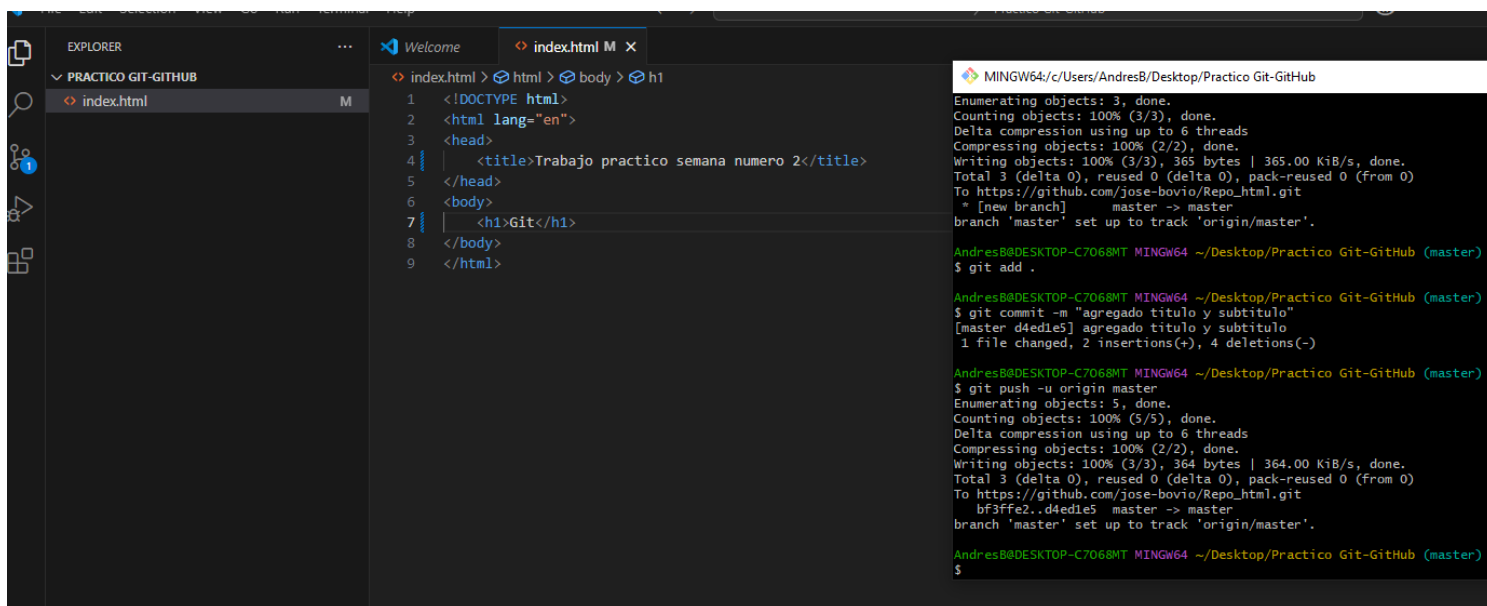 File Edit Selection View Go Run Terminal Help
Practico Git-GitHub
EXPLORER ...
PRACTICO GIT-GITHUB
index.html M
1
Welcome
index.html M
index.html > html > body > h1
1 <!DOCTYPE html>
2 <html lang="en">
3 <head>
4 <title>Trabajo practico semana numero 2</title>
5 </head>
6 <body>
7 <h1>Git</h1>
8 </body>
9 </html>
MINGW64:/c/Users/AndresB/Desktop/Practico Git-GitHub
Enumerating objects: 3, done.
Counting objects: 100% (3/3), done.
Delta compression using up to 6 threads
Compressing objects: 100% (2/2), done.
Writing objects: 100% (3/3), 365 bytes | 365.00 KiB/s, done.
Total 3 (delta 0), reused 0 (delta 0), pack-reused 0 (from 0)
To https://github.com/jose-bovio/Repo_html.git
* [new branch] master -> master
branch 'master' set up to track 'origin/master'.
AndresB@DESKTOP-C7O68MT MINGW64 ~/Desktop/Practico Git-GitHub (master)
$ git add .
AndresB@DESKTOP-C7O68MT MINGW64 ~/Desktop/Practico Git-GitHub (master)
$ git commit -m "agregado titulo y subtitulo"
[master d4ed1e5] agregado titulo y subtitulo
1 file changed, 2 insertions(+), 4 deletions(-)
AndresB@DESKTOP-C7O68MT MINGW64 ~/Desktop/Practico Git-GitHub (master)
$ git push -u origin master
Enumerating objects: 5, done.
Counting objects: 100% (5/5), done.
Delta compression using up to 6 threads
Compressing objects: 100% (2/2), done.
Writing objects: 100% (3/3), 364 bytes | 364.00 KiB/s, done.
Total 3 (delta 0), reused 0 (delta 0), pack-reused 0 (from 0)
To https://github.com/jose-bovio/Repo_html.git
bf3ffe2..d4ed1e5 master -> master
branch 'master' set up to track 'origin/master'.
AndresB@DESKTOP-C7O68MT MINGW64 ~/Desktop/Practico Git-GitHub (master)
$